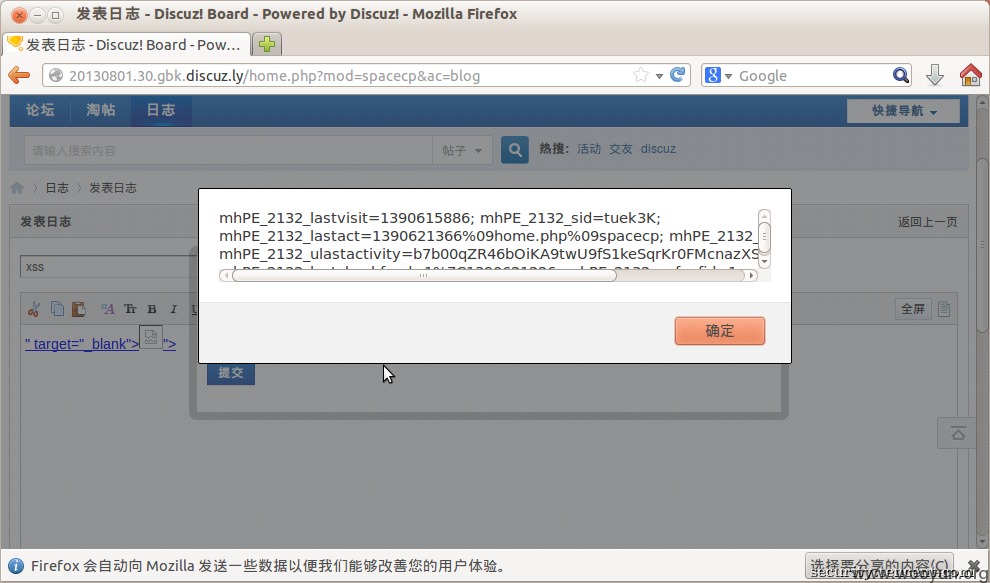 发表日志 - Discuz! Board - Powered by Discuz! - Mozilla Firefox
发表日志 - Discuz! Board - Pow...
20130801.30.gbk.discuz.ly/home.php?mod=spacecp&ac=blog
Google
论坛 淘帖 日志 快捷导航
请输入搜索内容 帖子 热搜: 活动 交友 discuz
日志 发表日志
发表日志 返回上一页
mhPE_2132_lastvisit=1390615886; mhPE_2132_sid=tuek3K;
mhPE_2132_lastact=1390621366%09home.php%09spacecp; mhPE_2132_
mhPE_2132_ulastactivity=b7b00qZR46bOiKA9twU9fS1keSqrKr0FMcnazXS
xss
A Tr B I U 全屏
确定
" target="_blank"> ">
提交
Firefox 会自动向 Mozilla 发送一些数据以便我们能够改善您的用户体验。 选择要分享的内容(C)
www.wooyun.org